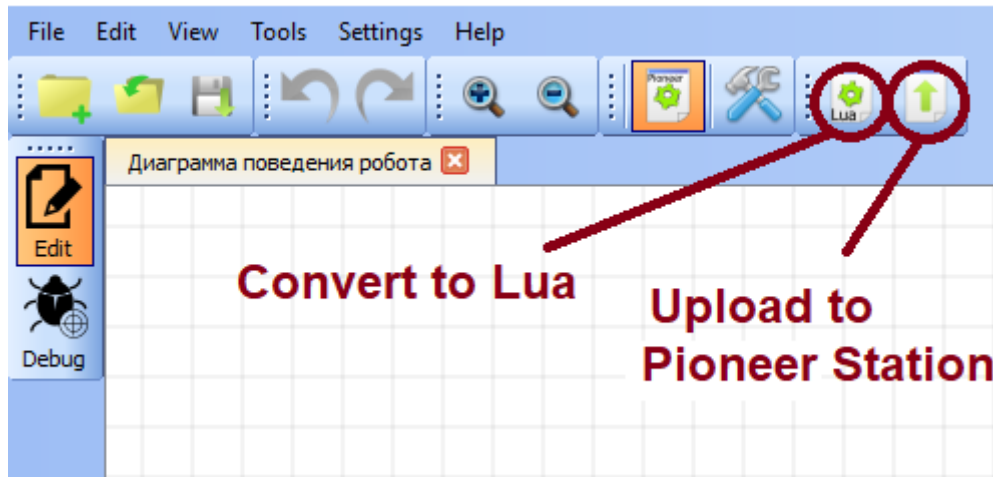 File Edit View Tools Settings Help
Pioneer
Lua
Диаграмма поведения робота
Edit
Convert to Lua
Upload to
Pioneer Station
Debug